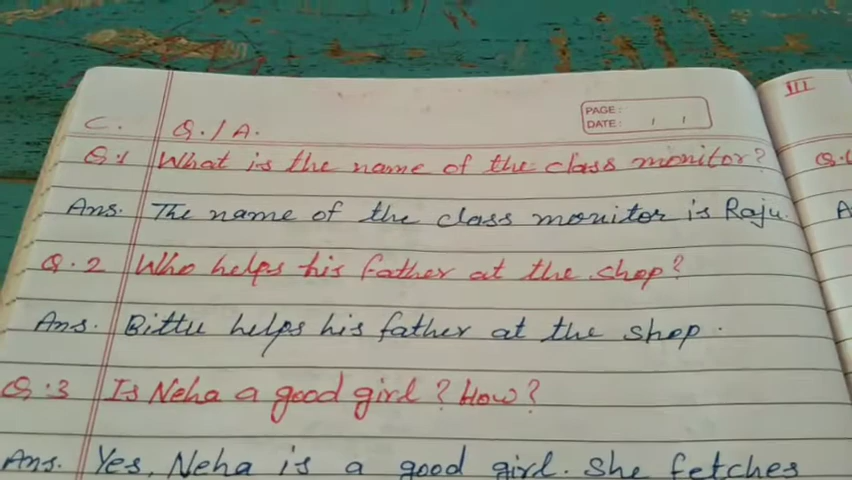 III
C. Q./A.
PAGE:
DATE: / /
Q.1 What is the name of the class monitor?
Ans. The name of the class monitor is Raju.
Q.2 Who helps his father at the shop?
Ans. Bittu helps his father at the shop.
Q.3 Is Neha a good girl? How?
Ans. Yes, Neha is a good girl. She fetches